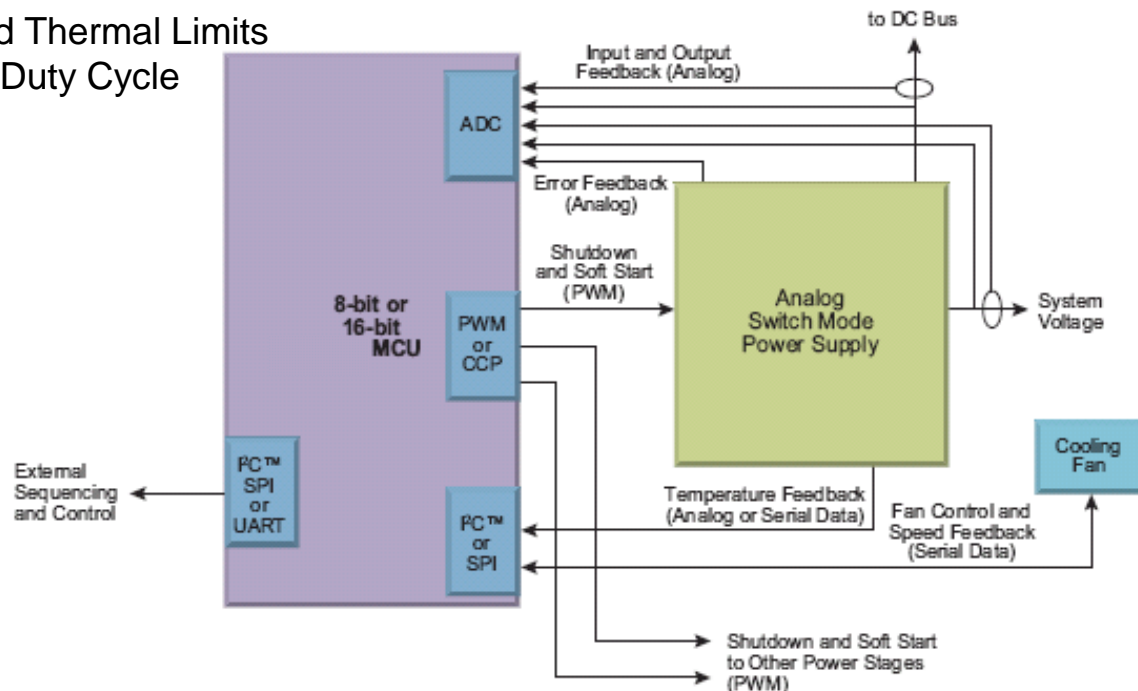 d Thermal Limits
Duty Cycle
to DC Bus
Input and Output
Feedback (Analog)
ADC
Error Feedback
(Analog)
Shutdown
and Soft Start
(PWM)
8-bit or
16-bit
MCU
PWM
or
CCP
Analog
Switch Mode
Power Supply
System
Voltage
Cooling
Fan
External
Sequencing
and Control
I²C™
SPI
or
UART
Temperature Feedback
(Analog or Serial Data)
I²C™
or
SPI
Fan Control and
Speed Feedback
(Serial Data)
Shutdown and Soft Start
to Other Power Stages
(PWM)